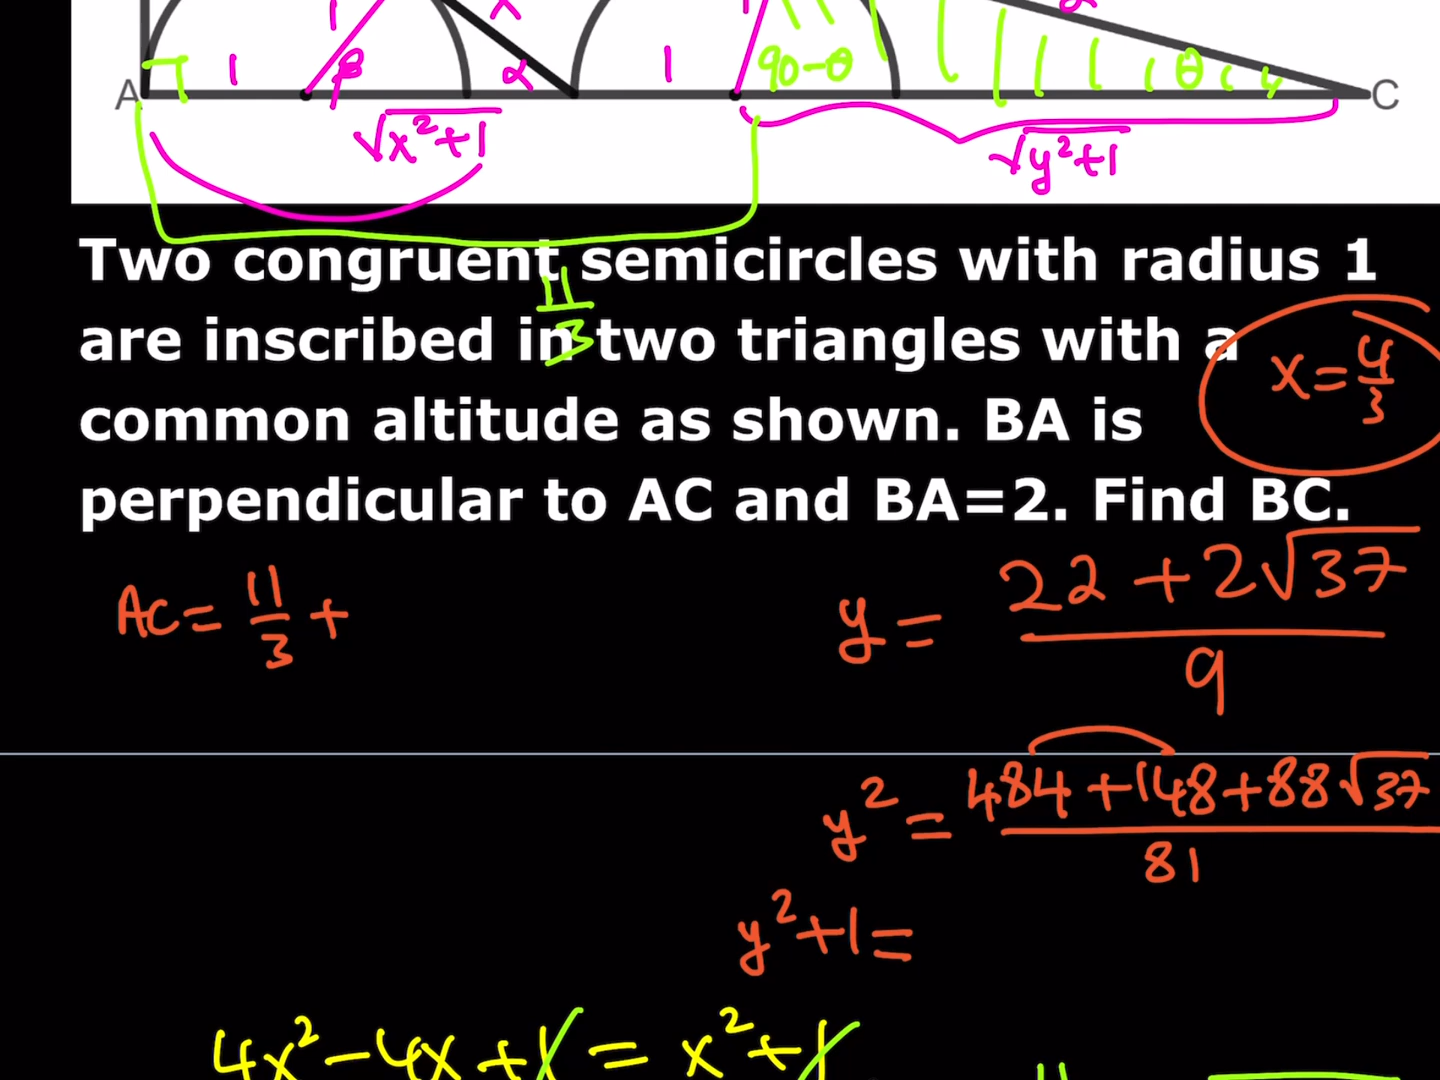 1 x 1 y
A 1 β α 1 90-θ θ C
√x²+1 √y²+1
Two congruent semicircles with radius 1
11/3
are inscribed in two triangles with a
x = 4/3
common altitude as shown. BA is
perpendicular to AC and BA=2. Find BC.
AC = 11/3 +
y = (22 + 2√37)/9
y² = (484 + 148 + 88√37)/81
y² + 1 =
4x² - 4x + 1 = x² + 1